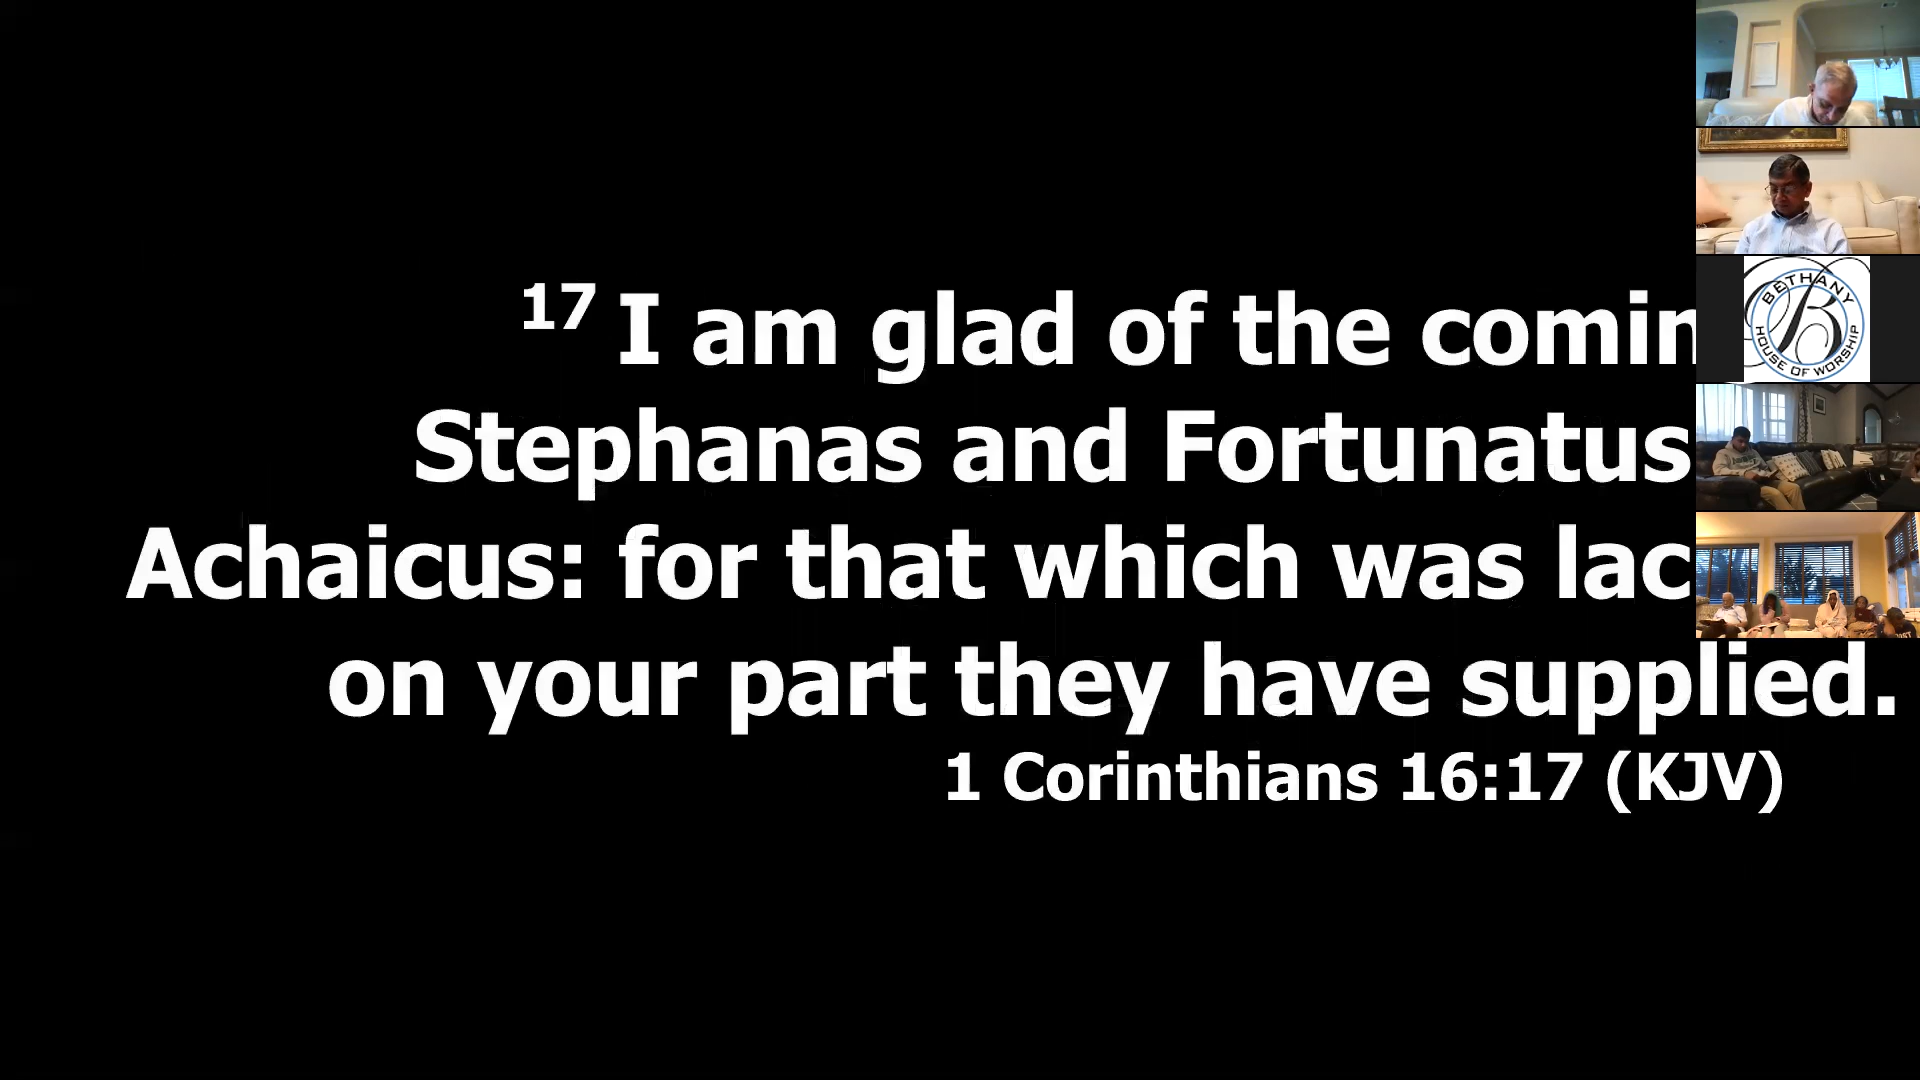 17 I am glad of the comin
Stephanas and Fortunatus
Achaicus: for that which was lac
on your part they have supplied.
1 Corinthians 16:17 (KJV)
BETHANY
B
HOUSE OF WORSHIP